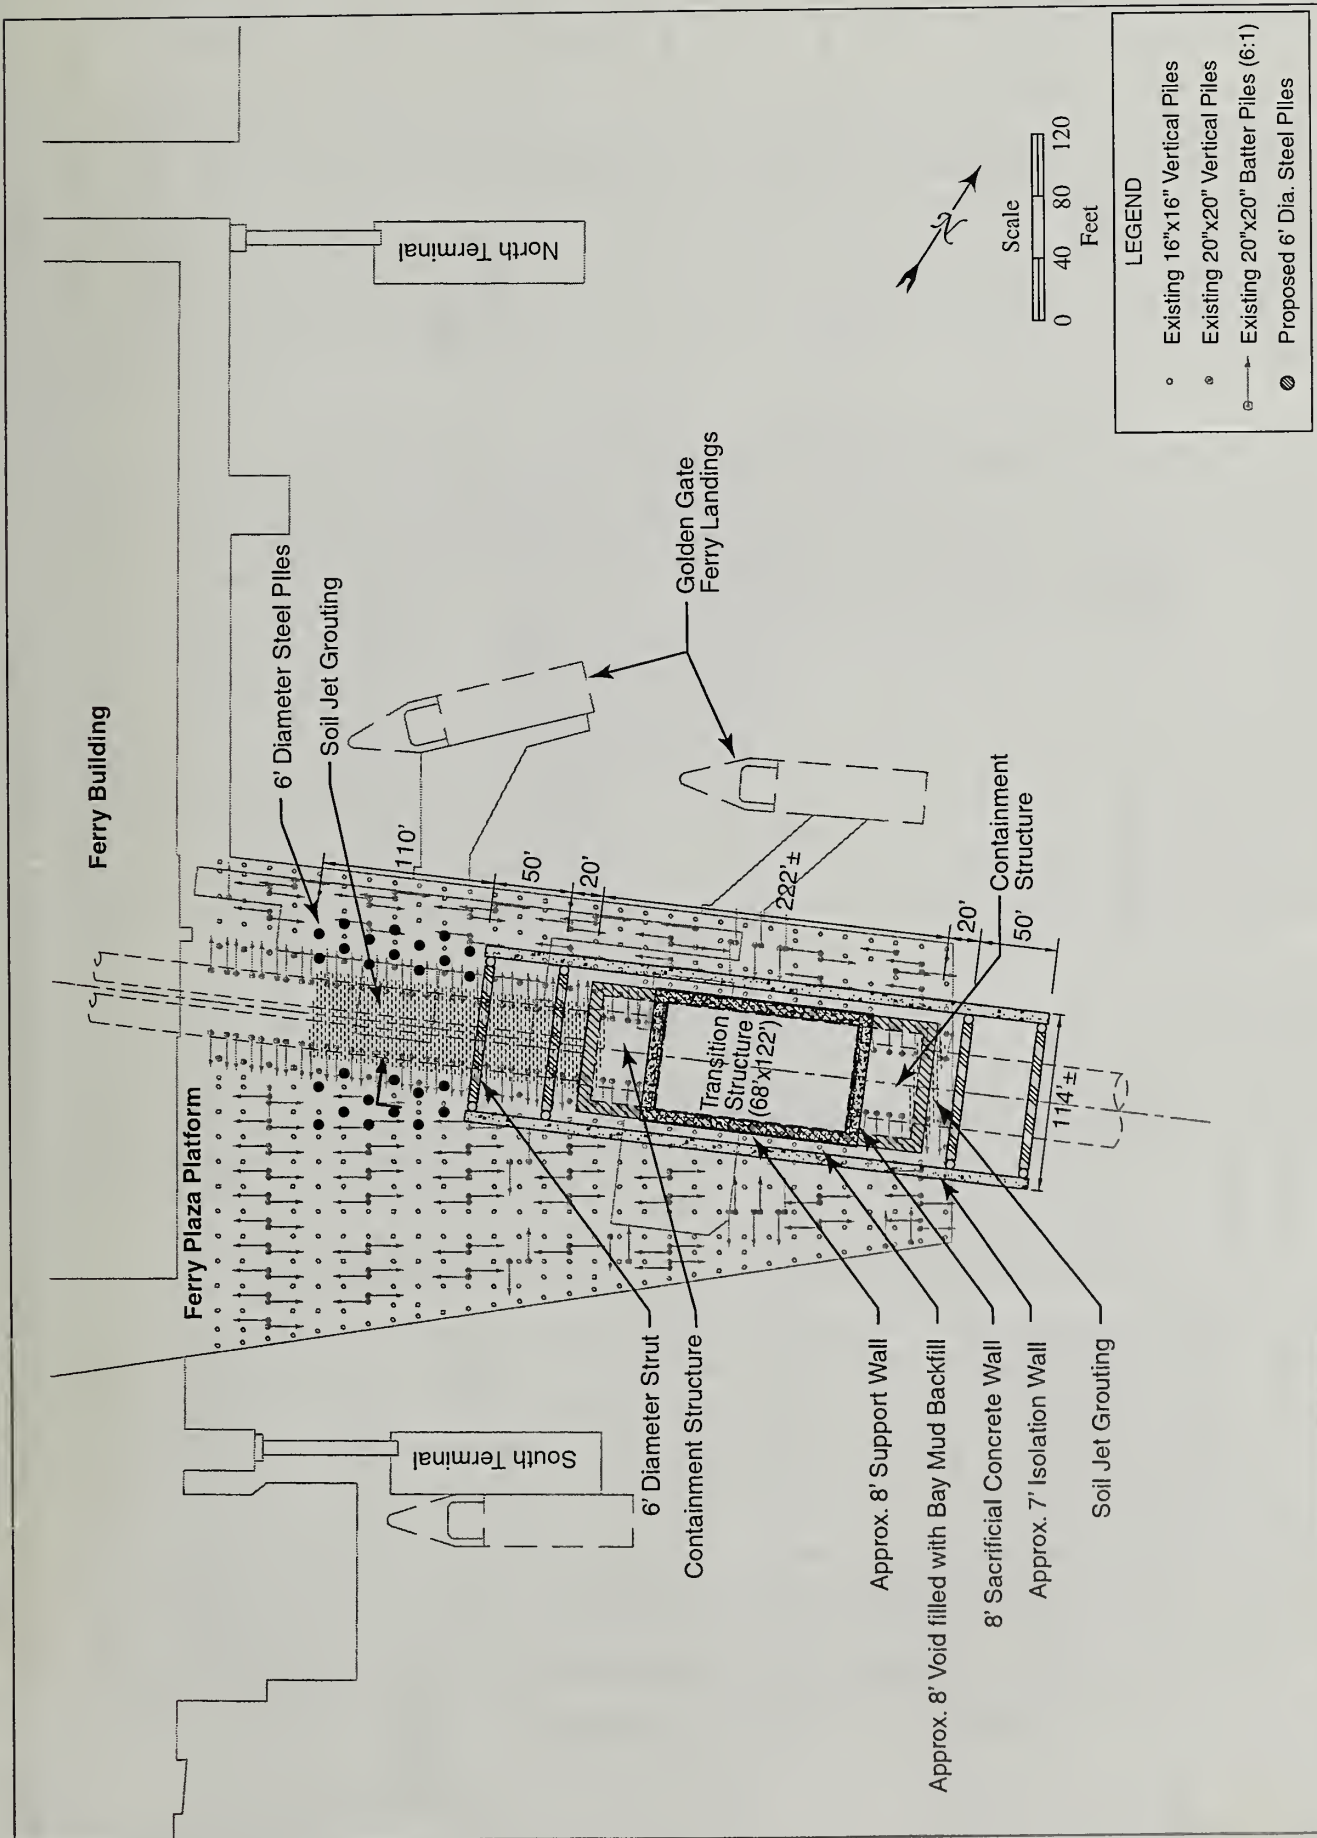 Ferry Building
Ferry Plaza Platform
North Terminal
South Terminal
6' Diameter Steel PIles
Soil Jet Grouting
Golden Gate
Ferry Landings
110'
50'
20'
222'±
20'
50'
114'±
Containment
Structure
Transition
Structure
(68'x122')
6' Diameter Strut
Containment Structure
Approx. 8' Support Wall
Approx. 8' Void filled with Bay Mud Backfill
8' Sacrificial Concrete Wall
Approx. 7' Isolation Wall
Soil Jet Grouting
N
Scale
0 40 80 120
Feet
LEGEND
Existing 16"x16" Vertical Piles
Existing 20"x20" Vertical Piles
Existing 20"x20" Batter Piles (6:1)
Proposed 6' Dia. Steel PIles